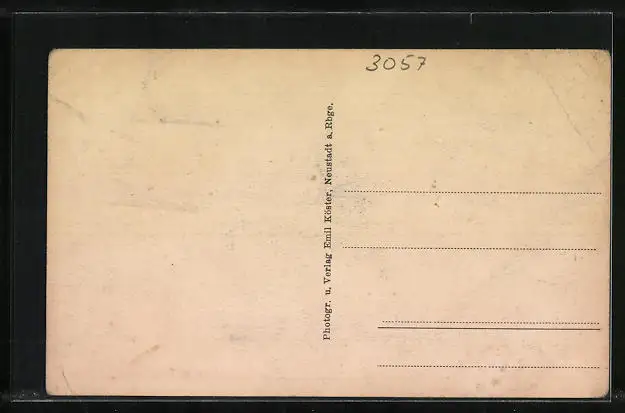 3057
Photogr. u. Verlag Emil Köster, Neustadt a. Rbge.